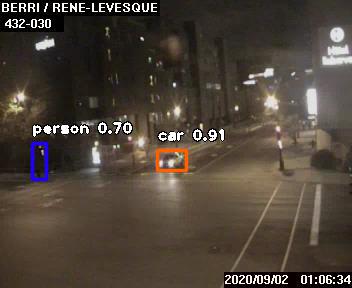 BERRI / RENE-LEVESQUE
432-030
person 0.70
car 0.91
2020/09/02 01:06:34